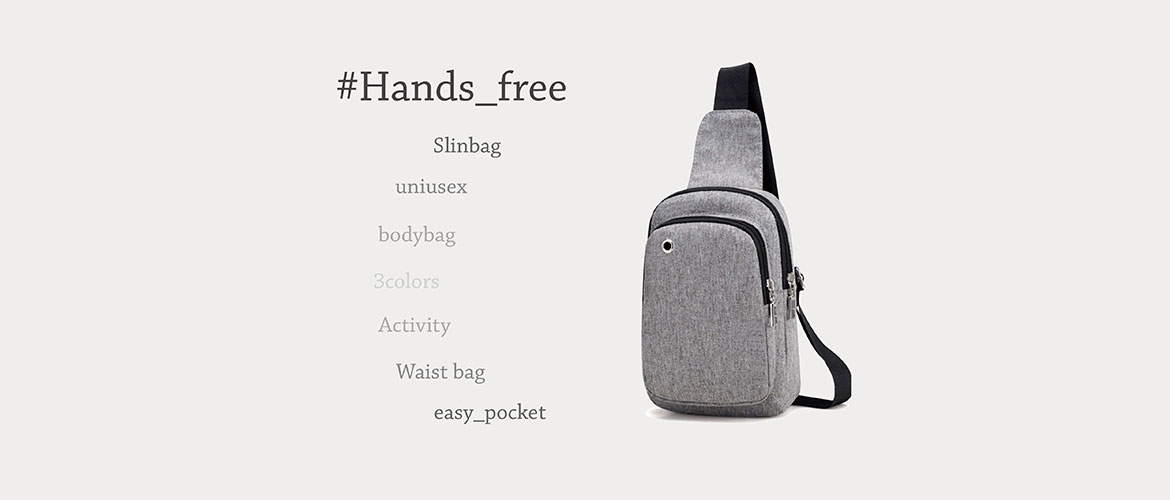 #Hands_free
Slinbag
uniusex
bodybag
3colors
Activity
Waist bag
easy_pocket